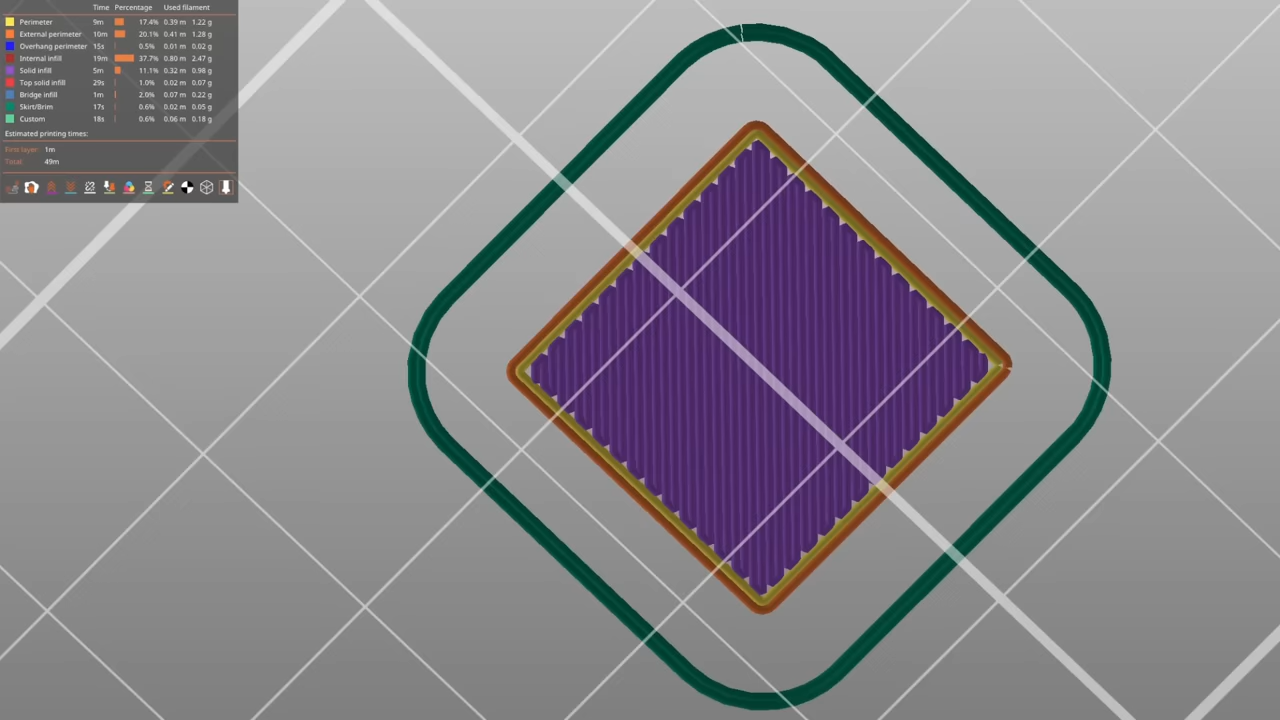 Time Percentage Used filament
Perimeter 9m 17.4% 0.39 m 1.22 g
External perimeter 10m 20.1% 0.41 m 1.28 g
Overhang perimeter 15s 0.5% 0.01 m 0.02 g
Internal infill 19m 37.7% 0.80 m 2.47 g
Solid infill 5m 11.1% 0.32 m 0.98 g
Top solid infill 29s 1.0% 0.02 m 0.07 g
Bridge infill 1m 2.0% 0.07 m 0.22 g
Skirt/Brim 17s 0.6% 0.02 m 0.05 g
Custom 18s 0.6% 0.06 m 0.18 g
Estimated printing times:
First layer: 1m
Total: 49m